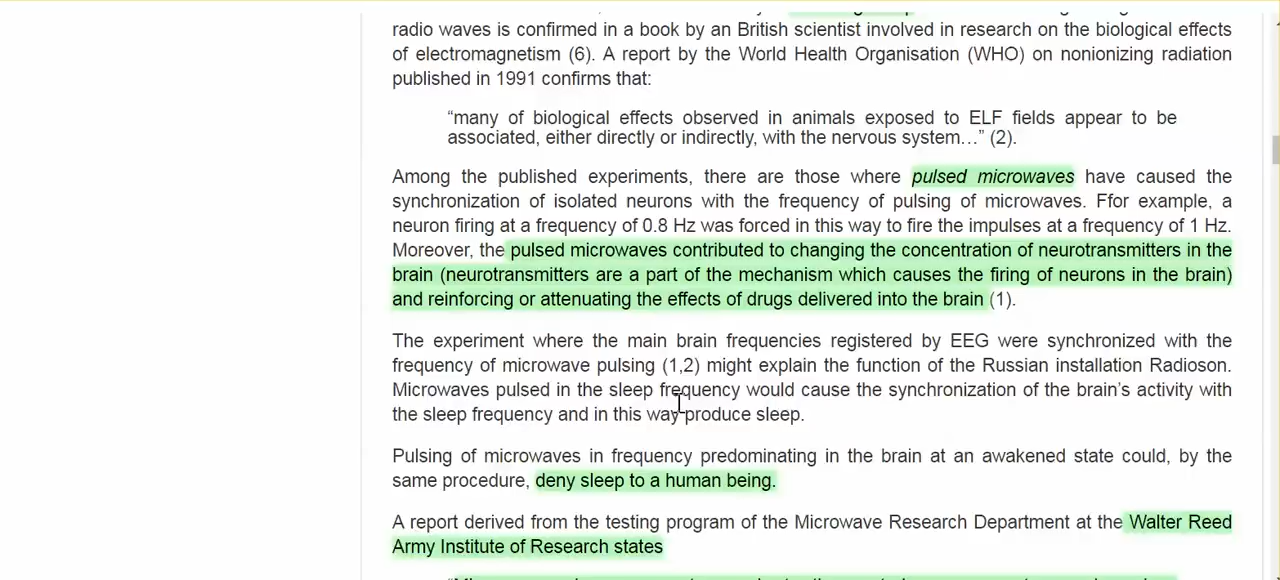 radio waves is confirmed in a book by an British scientist involved in research on the biological effects
of electromagnetism (6). A report by the World Health Organisation (WHO) on nonionizing radiation
published in 1991 confirms that:
“many of biological effects observed in animals exposed to ELF fields appear to be
associated, either directly or indirectly, with the nervous system…” (2).
Among the published experiments, there are those where pulsed microwaves have caused the
synchronization of isolated neurons with the frequency of pulsing of microwaves. Ffor example, a
neuron firing at a frequency of 0.8 Hz was forced in this way to fire the impulses at a frequency of 1 Hz.
Moreover, the pulsed microwaves contributed to changing the concentration of neurotransmitters in the
brain (neurotransmitters are a part of the mechanism which causes the firing of neurons in the brain)
and reinforcing or attenuating the effects of drugs delivered into the brain (1).
The experiment where the main brain frequencies registered by EEG were synchronized with the
frequency of microwave pulsing (1,2) might explain the function of the Russian installation Radioson.
Microwaves pulsed in the sleep frequency would cause the synchronization of the brain’s activity with
the sleep frequency and in this way produce sleep.
Pulsing of microwaves in frequency predominating in the brain at an awakened state could, by the
same procedure, deny sleep to a human being.
A report derived from the testing program of the Microwave Research Department at the Walter Reed
Army Institute of Research states